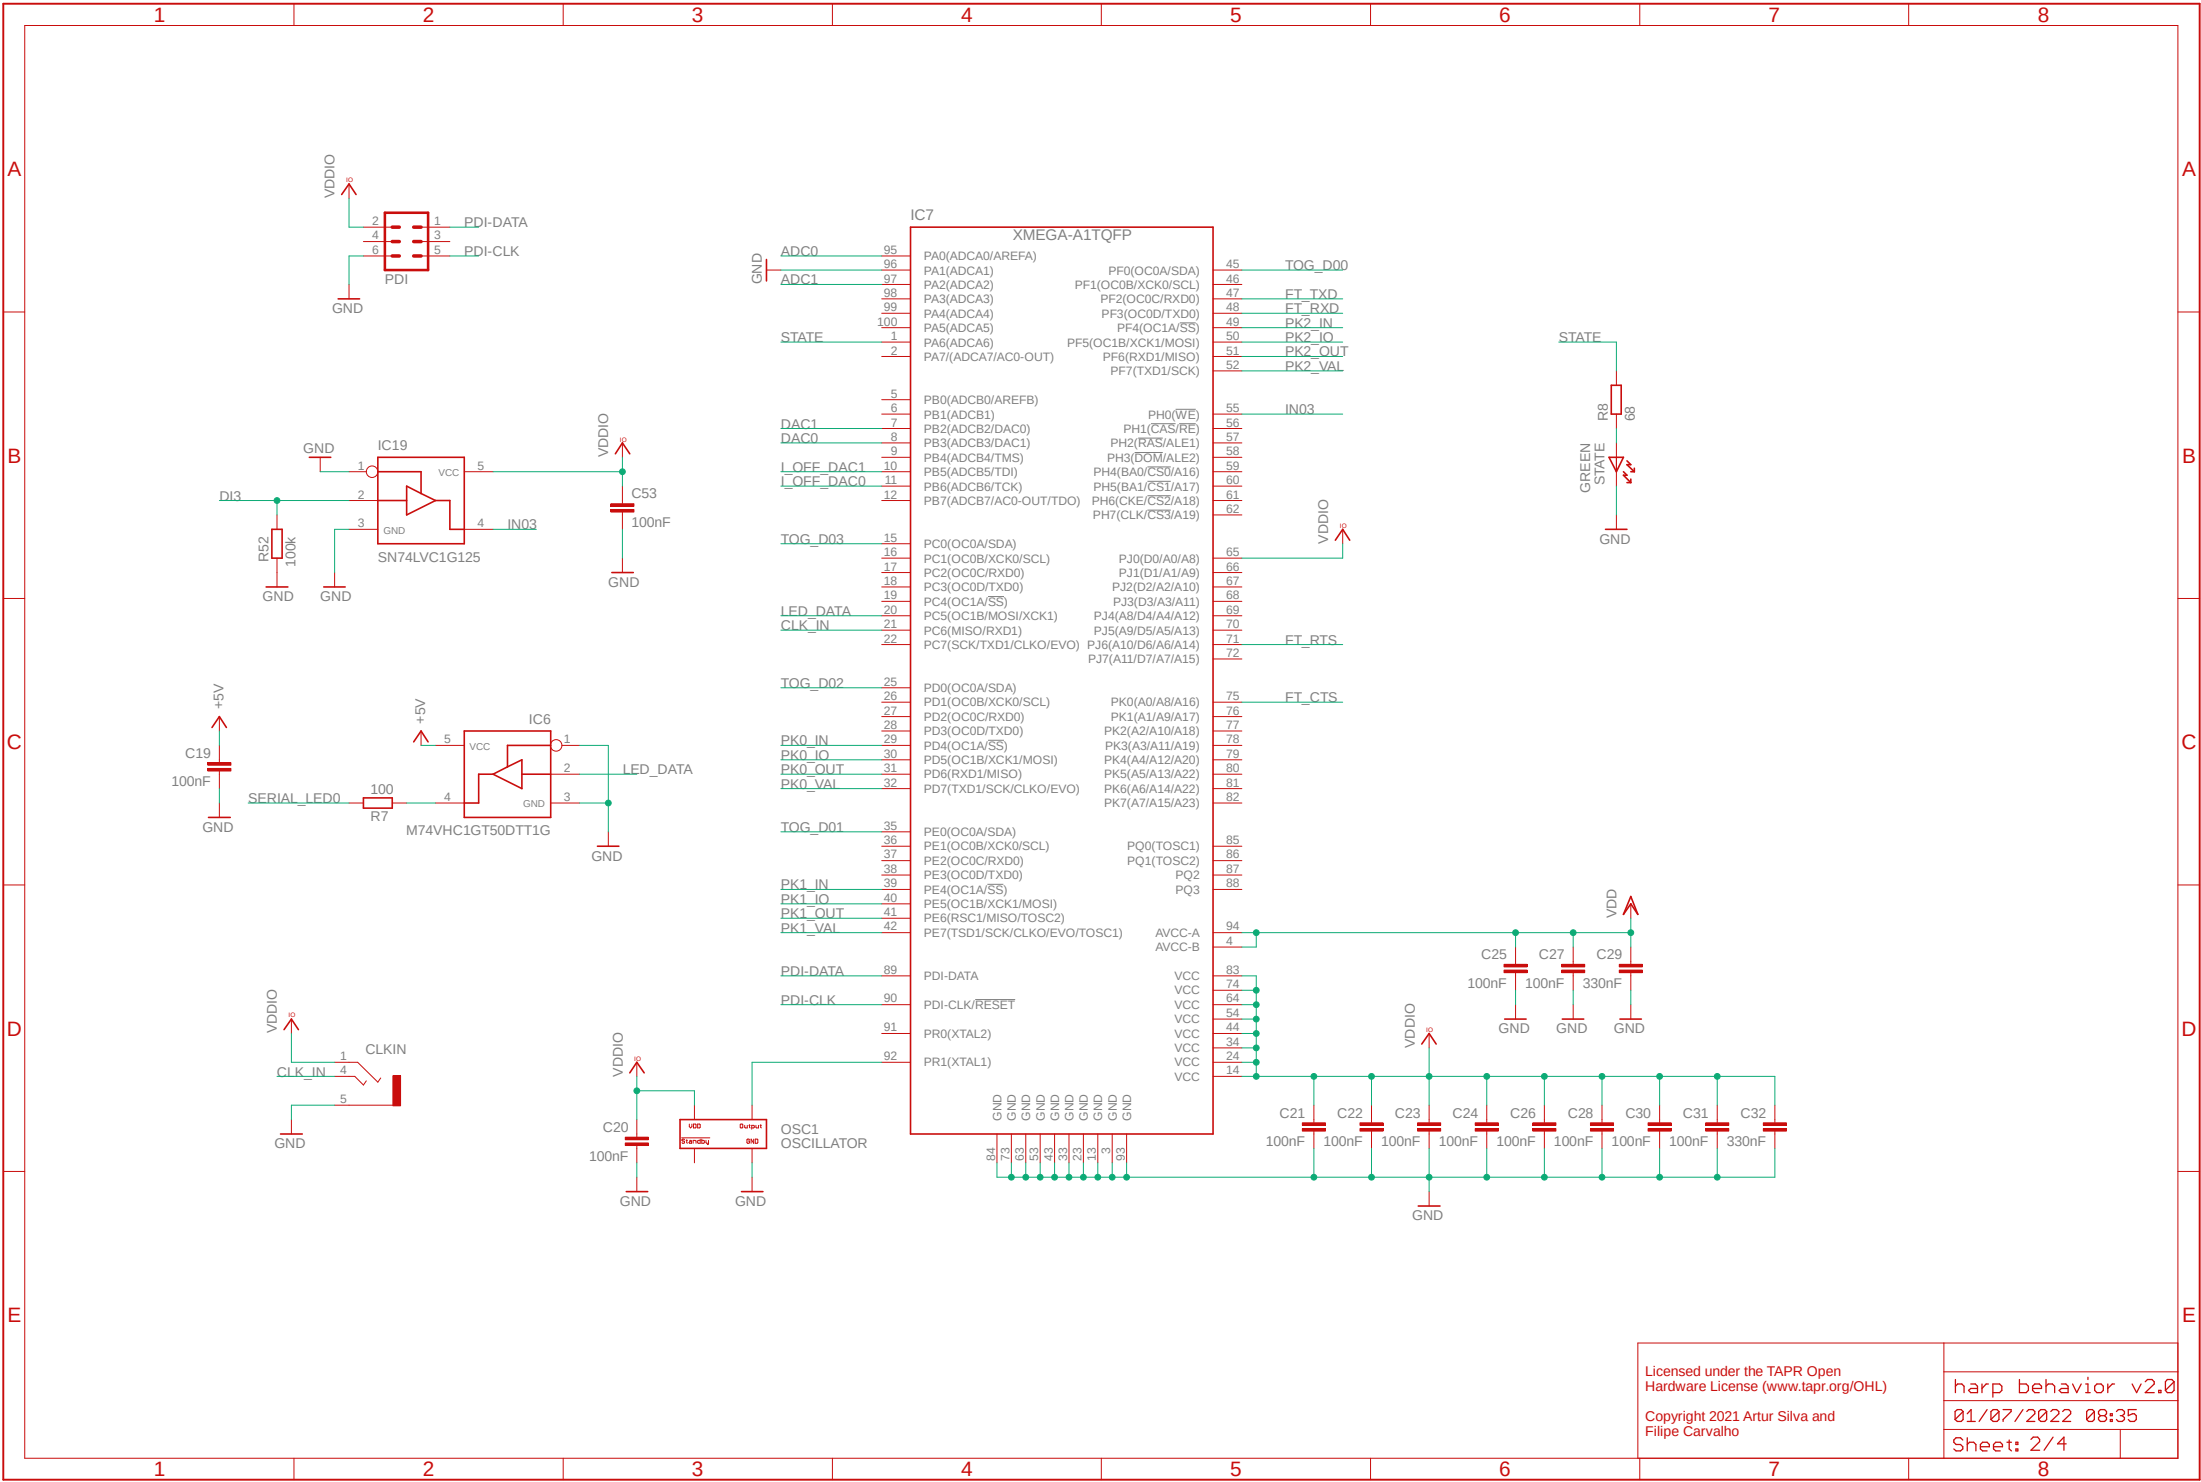 1 2 3 4 5 6 7 8
A A
VDDIO IO
2 1 PDI-DATA
4 3
6 5 PDI-CLK
PDI
GND
IC7
XMEGA-A1TQFP
GND
ADC0 95 PA0(ADCA0/AREFA)
96 PA1(ADCA1)
ADC1 97 PA2(ADCA2)
98 PA3(ADCA3)
99 PA4(ADCA4)
100 PA5(ADCA5)
STATE 1 PA6(ADCA6)
2 PA7/(ADCA7/AC0-OUT)
5 PB0(ADCB0/AREFB)
6 PB1(ADCB1)
DAC1 7 PB2(ADCB2/DAC0)
DAC0 8 PB3(ADCB3/DAC1)
9 PB4(ADCB4/TMS)
I_OFF_DAC1 10 PB5(ADCB5/TDI)
I_OFF_DAC0 11 PB6(ADCB6/TCK)
12 PB7(ADCB7/AC0-OUT/TDO)
TOG_D03 15 PC0(OC0A/SDA)
16 PC1(OC0B/XCK0/SCL)
17 PC2(OC0C/RXD0)
18 PC3(OC0D/TXD0)
19 PC4(OC1A/SS)
LED_DATA 20 PC5(OC1B/MOSI/XCK1)
CLK_IN 21 PC6(MISO/RXD1)
22 PC7(SCK/TXD1/CLKO/EVO)
TOG_D02 25 PD0(OC0A/SDA)
26 PD1(OC0B/XCK0/SCL)
27 PD2(OC0C/RXD0)
28 PD3(OC0D/TXD0)
PK0_IN 29 PD4(OC1A/SS)
PK0_IO 30 PD5(OC1B/XCK1/MOSI)
PK0_OUT 31 PD6(RXD1/MISO)
PK0_VAL 32 PD7(TXD1/SCK/CLKO/EVO)
TOG_D01 35 PE0(OC0A/SDA)
36 PE1(OC0B/XCK0/SCL)
37 PE2(OC0C/RXD0)
38 PE3(OC0D/TXD0)
PK1_IN 39 PE4(OC1A/SS)
PK1_IO 40 PE5(OC1B/XCK1/MOSI)
PK1_OUT 41 PE6(RSC1/MISO/TOSC2)
PK1_VAL 42 PE7(TSD1/SCK/CLKO/EVO/TOSC1)
PDI-DATA 89 PDI-DATA
PDI-CLK 90 PDI-CLK/RESET
91 PR0(XTAL2)
92 PR1(XTAL1)
PF0(OC0A/SDA) 45 TOG_D00
PF1(OC0B/XCK0/SCL) 46
PF2(OC0C/RXD0) 47 FT_TXD
PF3(OC0D/TXD0) 48 FT_RXD
PF4(OC1A/SS) 49 PK2_IN
PF5(OC1B/XCK1/MOSI) 50 PK2_IO
PF6(RXD1/MISO) 51 PK2_OUT
PF7(TXD1/SCK) 52 PK2_VAL
PH0(WE) 55 IN03
PH1(CAS/RE) 56
PH2(RAS/ALE1) 57
PH3(DOM/ALE2) 58
PH4(BA0/CS0/A16) 59
PH5(BA1/CS1/A17) 60
PH6(CKE/CS2/A18) 61
PH7(CLK/CS3/A19) 62
VDDIO IO
PJ0(D0/A0/A8) 65
PJ1(D1/A1/A9) 66
PJ2(D2/A2/A10) 67
PJ3(D3/A3/A11) 68
PJ4(A8/D4/A4/A12) 69
PJ5(A9/D5/A5/A13) 70
PJ6(A10/D6/A6/A14) 71 FT_RTS
PJ7(A11/D7/A7/A15) 72
PK0(A0/A8/A16) 75 FT_CTS
PK1(A1/A9/A17) 76
PK2(A2/A10/A18) 77
PK3(A3/A11/A19) 78
PK4(A4/A12/A20) 79
PK5(A5/A13/A22) 80
PK6(A6/A14/A22) 81
PK7(A7/A15/A23) 82
PQ0(TOSC1) 85
PQ1(TOSC2) 86
PQ2 87
PQ3 88
AVCC-A 94
AVCC-B 4
VCC 83
VCC 74
VCC 64
VCC 54
VCC 44
VCC 34
VCC 24
VCC 14
GND GND GND GND GND GND GND GND GND GND
84 73 63 53 43 33 23 13 3 93
STATE
R8 68
GREEN
STATE
GND
B B
GND IC19 VDDIO IO
1 VCC 5
DI3 2
3 GND 4 IN03
C53
100nF
R52 100k
SN74LVC1G125
GND GND GND
+5V +5V IC6
5 VCC 1
C19
100nF
2 LED_DATA
SERIAL_LED0 100 4 GND 3
R7
GND M74VHC1GT50DTT1G
GND
C C
VDDIO IO
CLKIN
1
CLK_IN 4
5
GND
VDDIO IO
C20
100nF
VDD Output
Standby GND
OSC1
OSCILLATOR
GND GND
VDD
C25 C27 C29
100nF 100nF 330nF
GND GND GND
D D
VDDIO IO
C21 C22 C23 C24 C26 C28 C30 C31 C32
100nF 100nF 100nF 100nF 100nF 100nF 100nF 100nF 330nF
GND
E E
Licensed under the TAPR Open
Hardware License (www.tapr.org/OHL)
Copyright 2021 Artur Silva and
Filipe Carvalho
harp behavior v2.0
01/07/2022 08:35
Sheet: 2/4
1 2 3 4 5 6 7 8